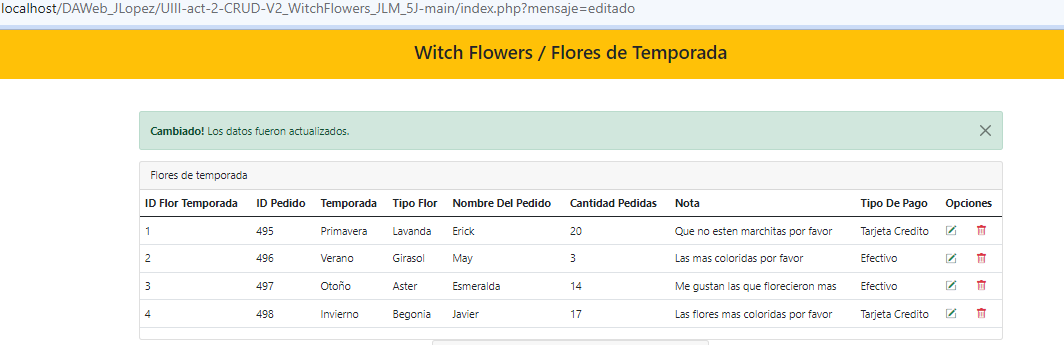 localhost/DAWeb_JLopez/UIII-act-2-CRUD-V2_WitchFlowers_JLM_5J-main/index.php?mensaje=editado
Witch Flowers / Flores de Temporada
Cambiado! Los datos fueron actualizados.
Flores de temporada
ID Flor Temporada ID Pedido Temporada Tipo Flor Nombre Del Pedido Cantidad Pedidas Nota Tipo De Pago Opciones
1 495 Primavera Lavanda Erick 20 Que no esten marchitas por favor Tarjeta Credito
2 496 Verano Girasol May 3 Las mas coloridas por favor Efectivo
3 497 Otoño Aster Esmeralda 14 Me gustan las que florecieron mas Efectivo
4 498 Invierno Begonia Javier 17 Las flores mas coloridas por favor Tarjeta Credito